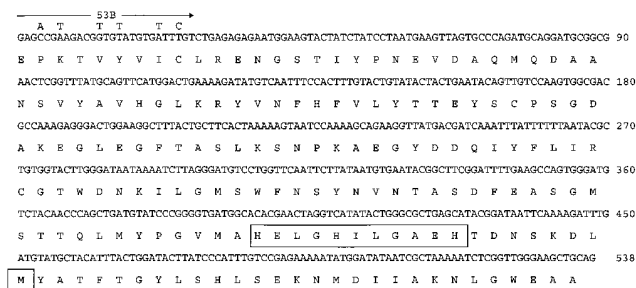 53B
A T T T T C
GAGCCGAAGACGGTGTATGTGATTTGTCTGAGAGAGAATGGAAGTACTATCTATCCTAATGAAGTTAGTGCCCAGATGCAGGATGCGGCG 90
E P K T V Y V I C L R E N G S T I Y P N E V D A Q M Q D A A
AACTCGGTTTATGCAGTTCATGGACTGAAAAGATATGTCAATTTCCACTTTGTACTGTATACTACTGAATACAGTTGTCCAAGTGGCGAC 180
N S V Y A V H G L K R Y V N F H F V L Y T T E Y S C P S G D
GCCAAAGAGGGACTGGAAGGCTTTACTGCTTCACTAAAAAGTAATCCAAAAGCAGAAGGTTATGACGATCAAATTTATTTTTTAATACGC 270
A K E G L E G F T A S L K S N P K A E G Y D D Q I Y F L I R
TGTGGTACTTGGGATAATAAAATCTTAGGGATGTCCTGGTTCAATTCTTATAATGTGAATACGGCTTCGGATTTTGAAGCCAGTGGGATG 360
C G T W D N K I L G M S W F N S Y N V N T A S D F E A S G M
TCTACAACCCAGCTGATGTATCCCGGGGTGATGGCACACGAACTAGGTCATATACTGGGCGCTGAGCATACGGATAATTCAAAAGATTTG 450
S T T Q L M Y P G V M A H E L G H I L G A E H T D N S K D L
ATGTATGCTACATTTACTGGATACTTATCCCATTTGTCCGAGAAAAATATGGATATAATCGCTAAAAATCTCGGTTGGGAAGCTGCAG 538
M Y A T F T G Y L S H L S E K N M D I I A K N L G W E A A